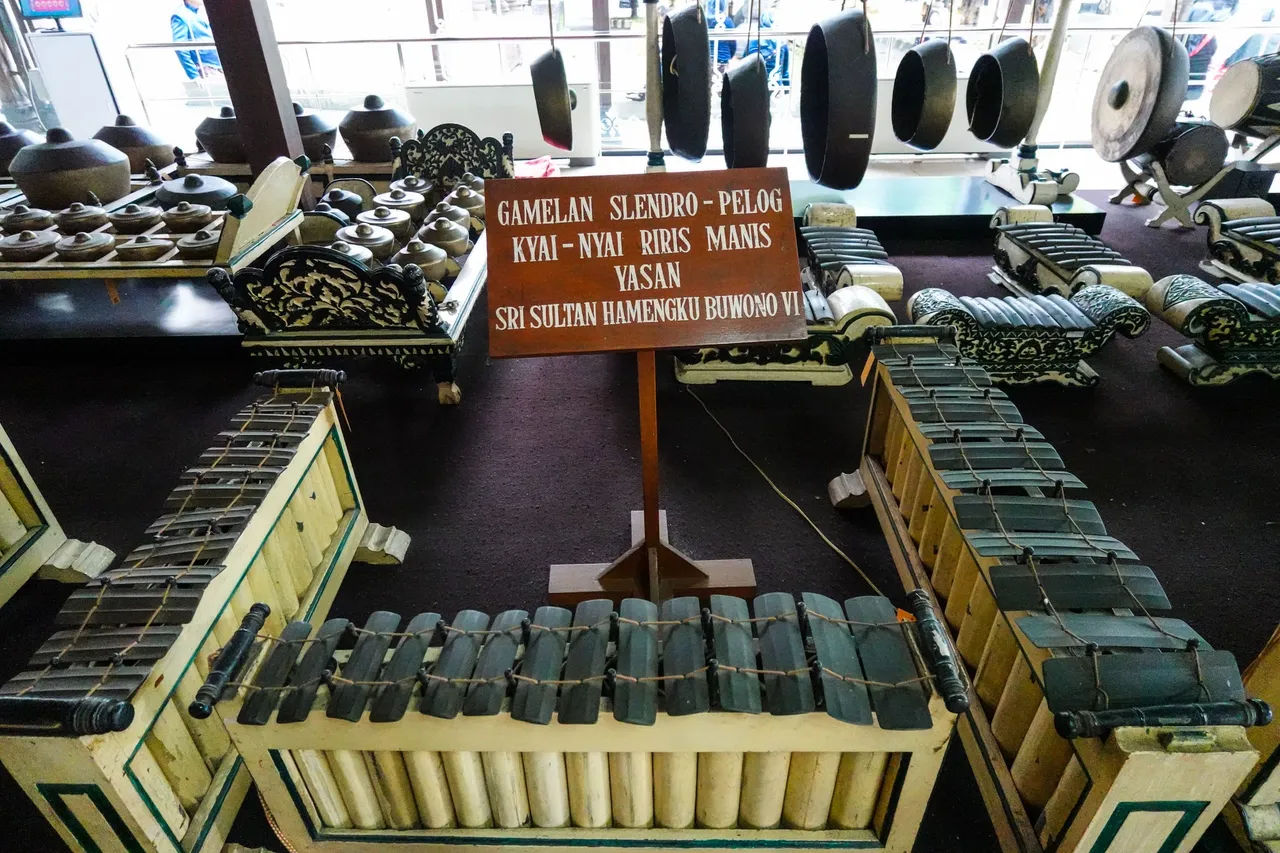 GAMELAN SLENDRO - PELOG
KYAI - NYAI RIRIS MANIS
YASAN
SRI SULTAN HAMENGKU BUWONO VI